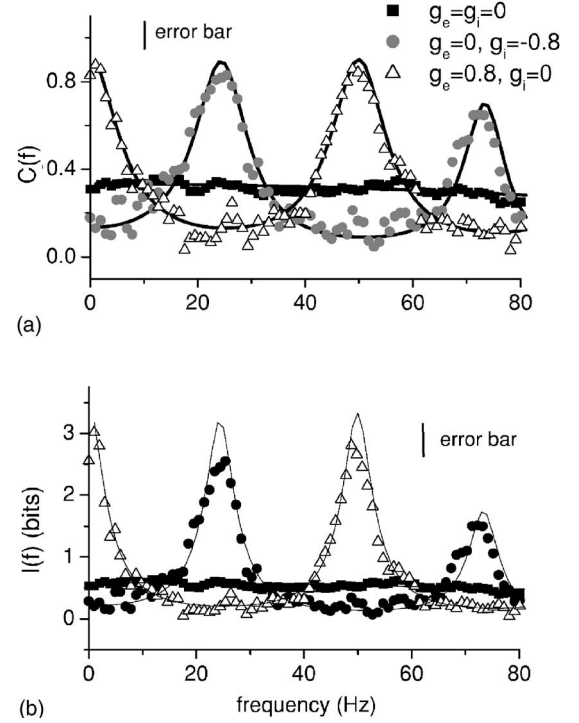 g_e=g_i=0
error bar
g_e=0, g_i=-0.8
g_e=0.8, g_i=0
0.8
C(f)
0.4
0.0
0 20 40 60 80
frequency (Hz)
(a)
3
error bar
I(f) (bits)
2
1
0
0 20 40 60 80
(b) frequency (Hz)